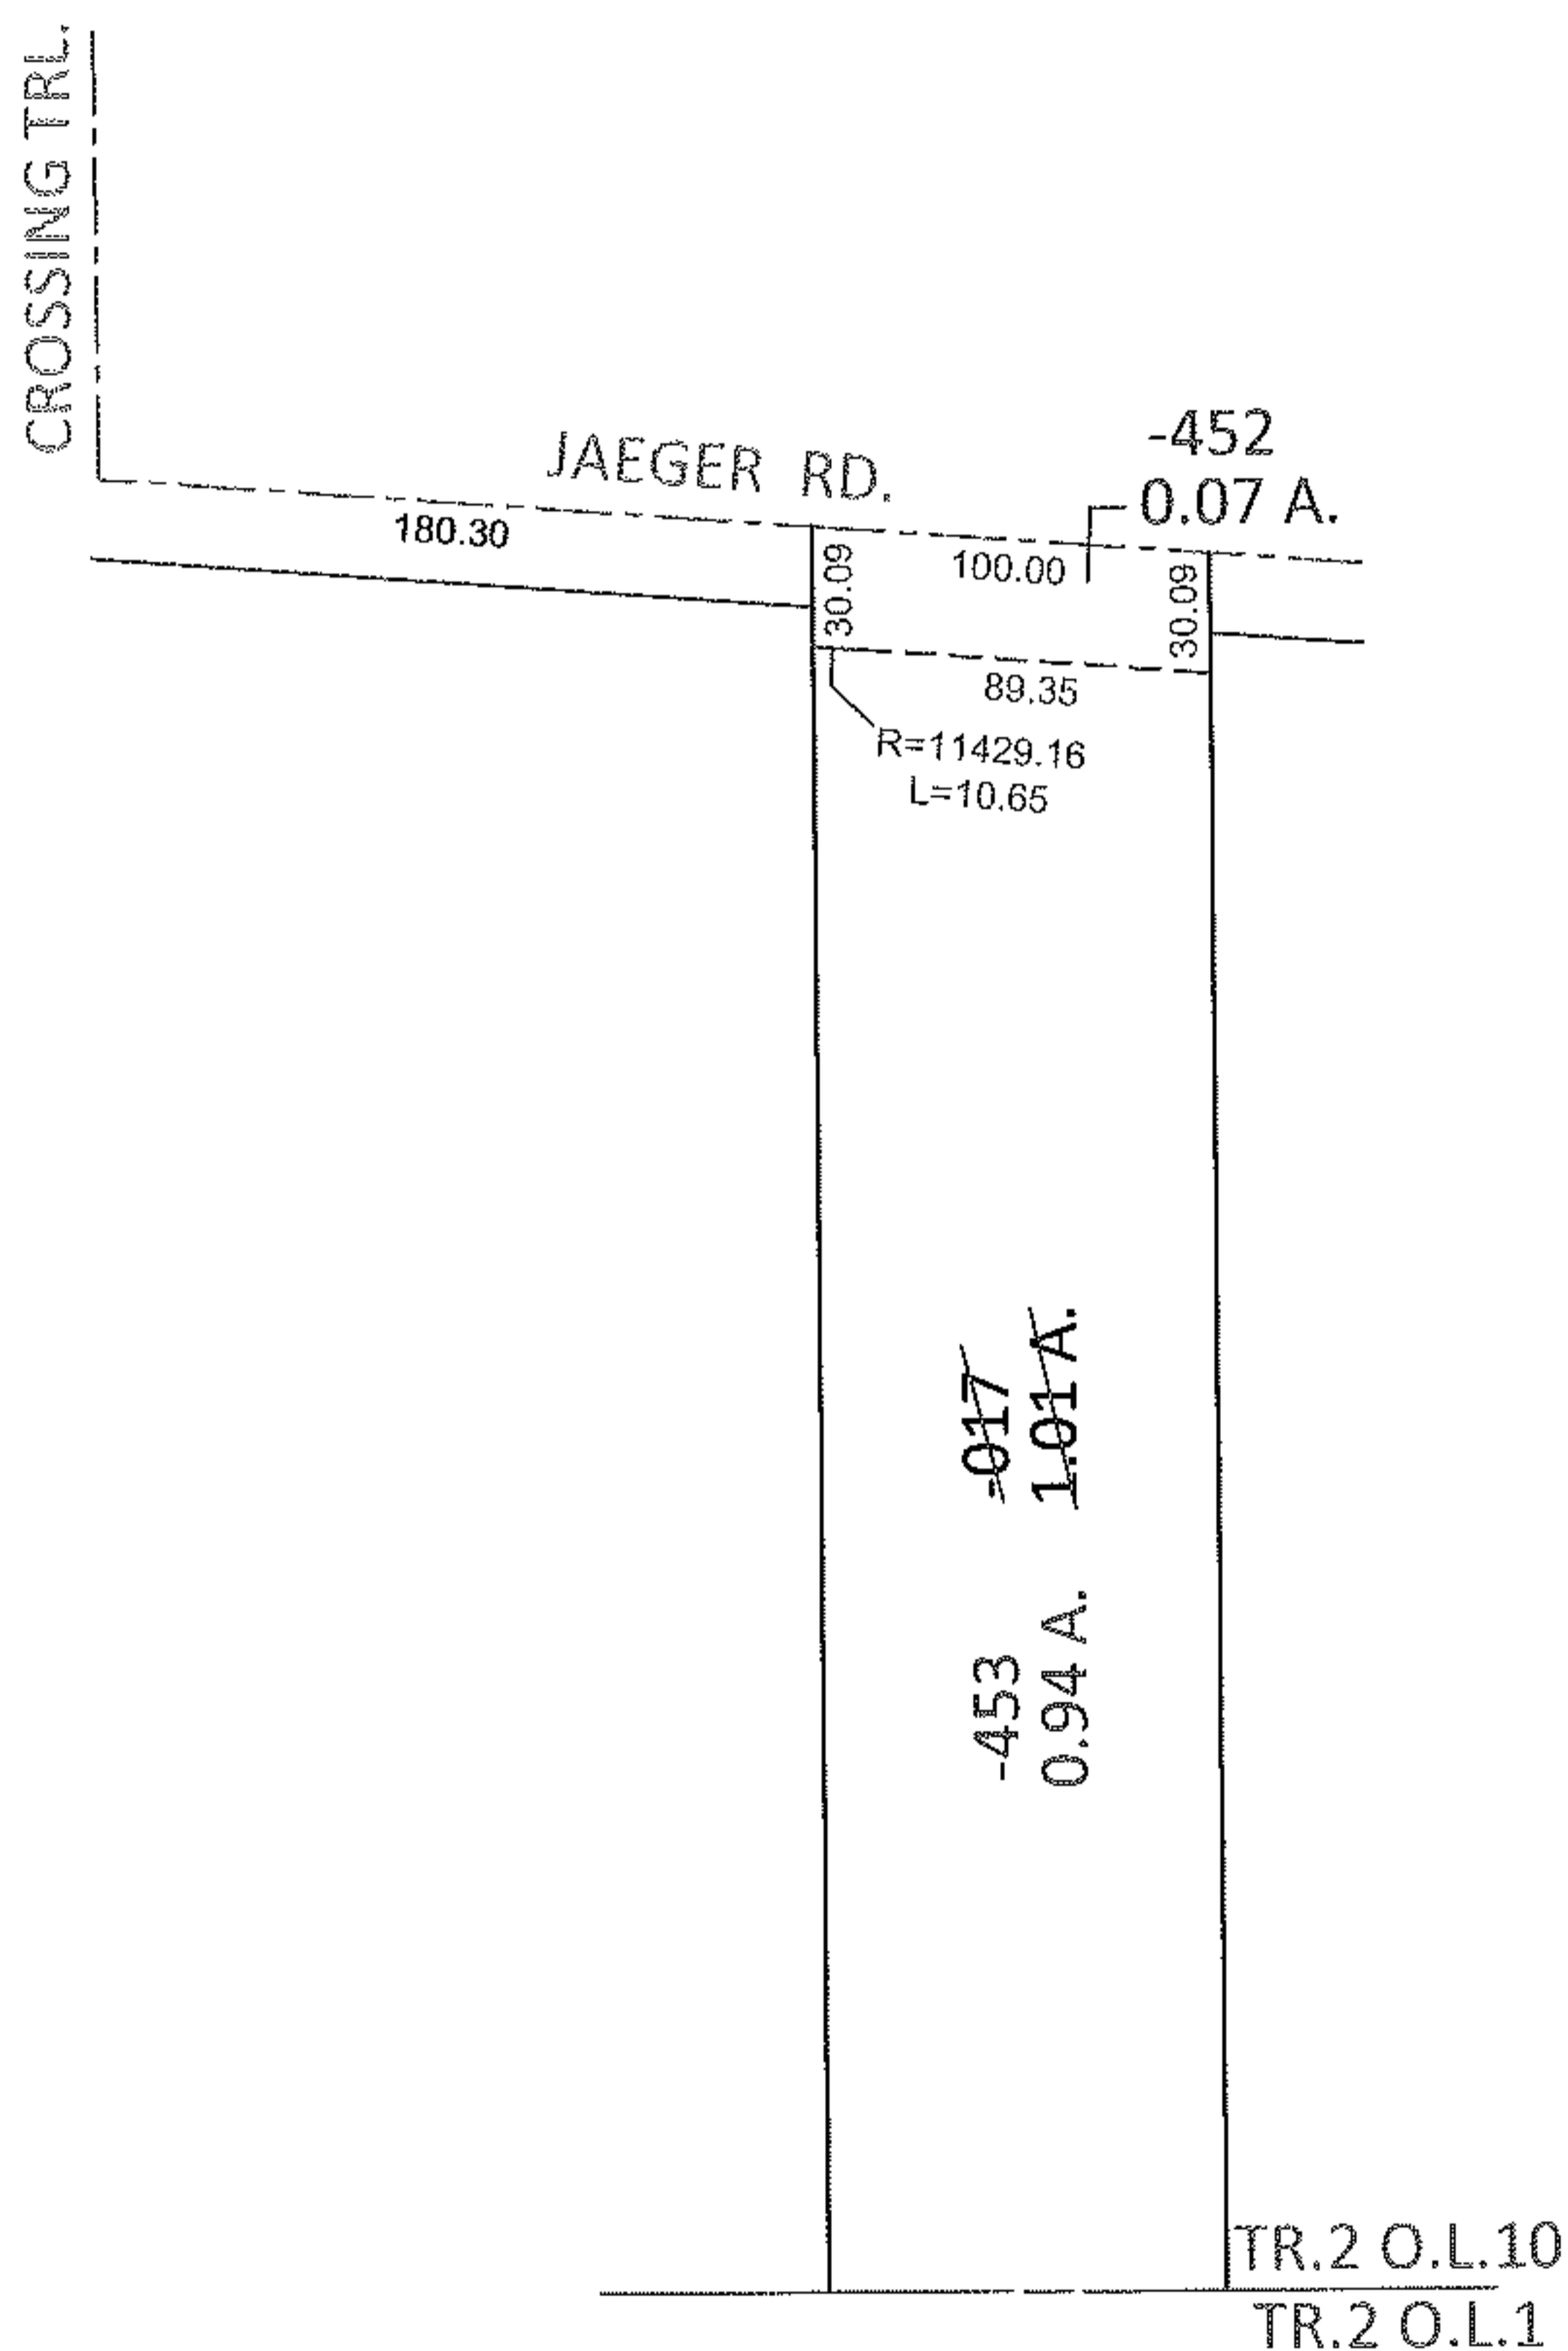 CROSSING TRL.
JAEGER RD.
-452
0.07 A.
180.30
100.00
30.09
30.09
89.35
R=11429.16
L=10.65
-017
1.01 A.
-453
0.94 A.
TR.2 O.L.10
TR.2 O.L.1